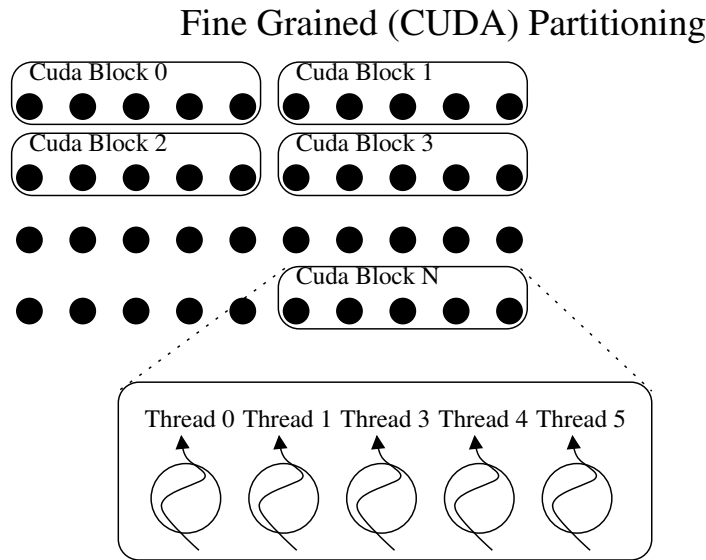 Fine Grained (CUDA) Partitioning
Cuda Block 0 Cuda Block 1
Cuda Block 2 Cuda Block 3
Cuda Block N
Thread 0 Thread 1 Thread 3 Thread 4 Thread 5